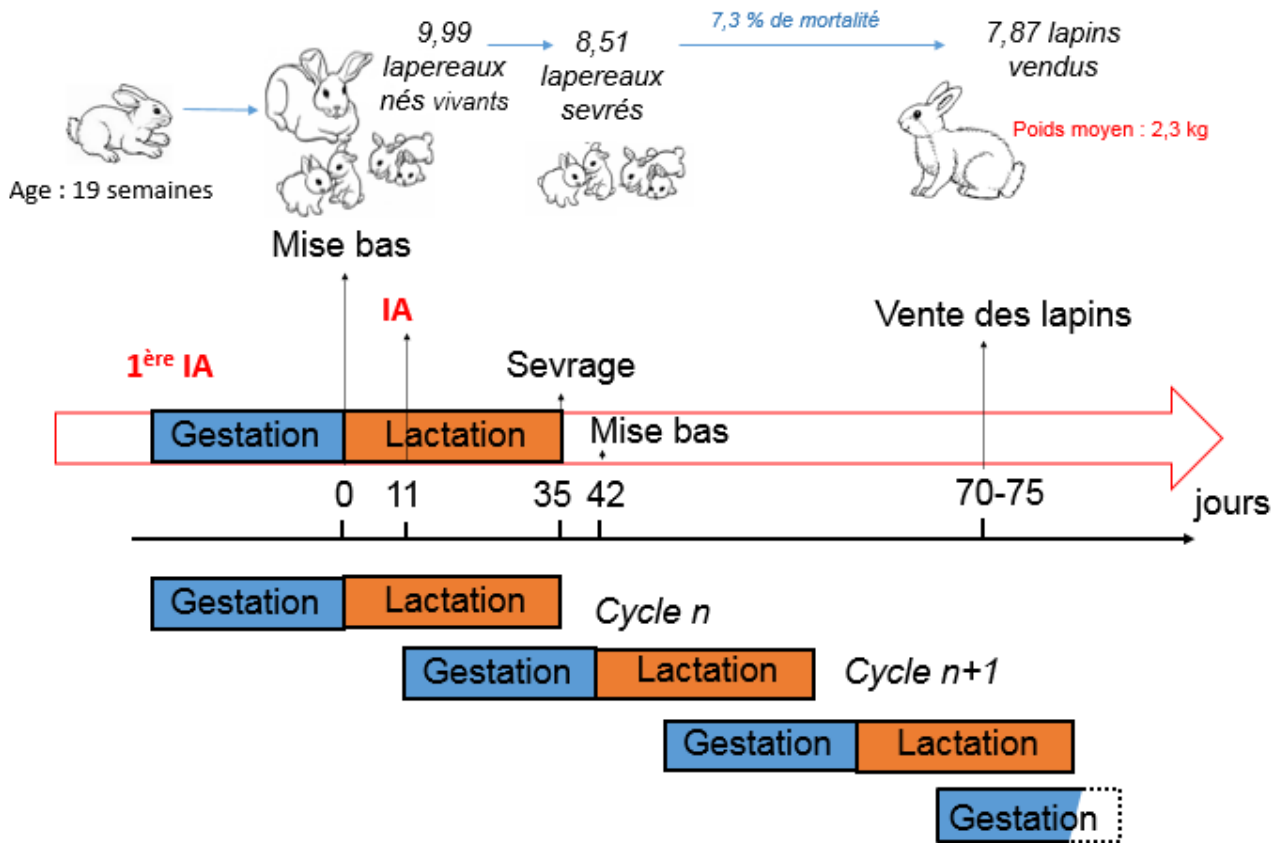 7,3 % de mortalité
9,99
lapereaux
nés vivants
8,51
lapereaux
sevrés
7,87 lapins
vendus
Poids moyen : 2,3 kg
Age : 19 semaines
Mise bas
IA
Vente des lapins
1ère IA
Sevrage
Gestation
Lactation
Mise bas
0
11
35
42
70-75
jours
Gestation
Lactation
Cycle n
Gestation
Lactation
Cycle n+1
Gestation
Lactation
Gestation